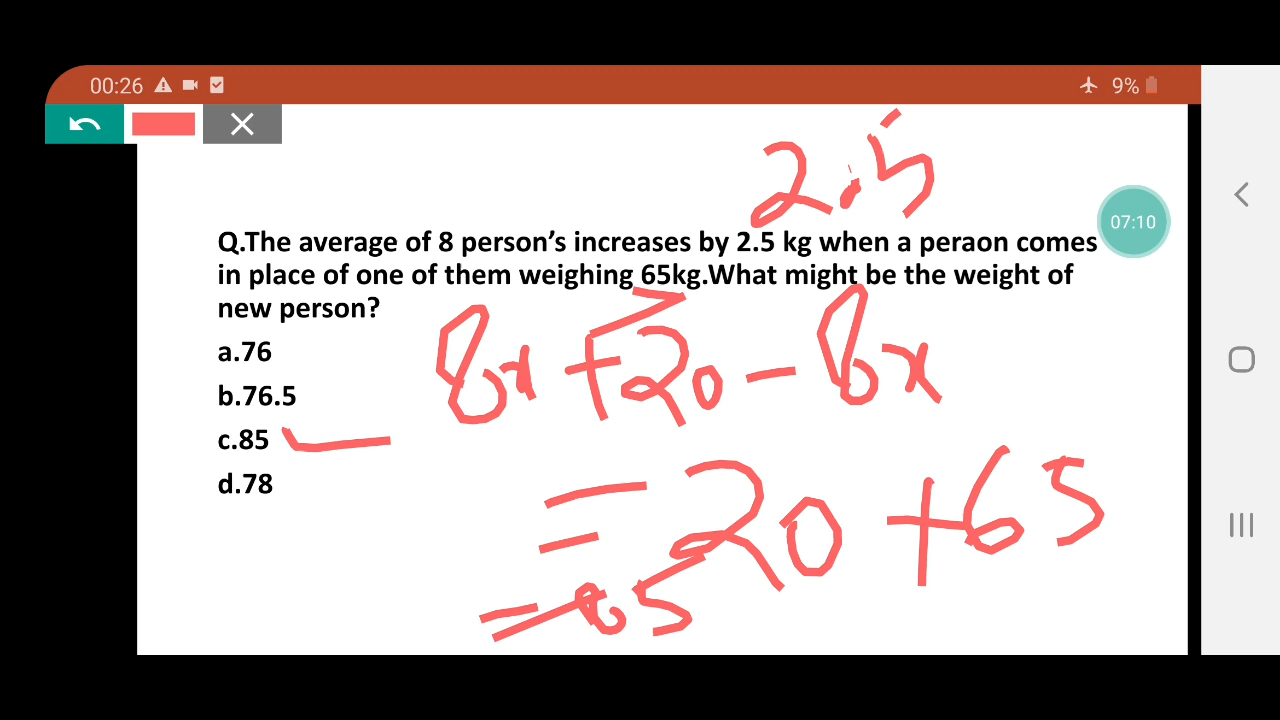 00:26 9%
2.5
07:10
Q.The average of 8 person's increases by 2.5 kg when a peraon comes
in place of one of them weighing 65kg.What might be the weight of
new person?
a.76
b.76.5
c.85
d.78
8x + 20 - 8x
= 20 + 65
= 85